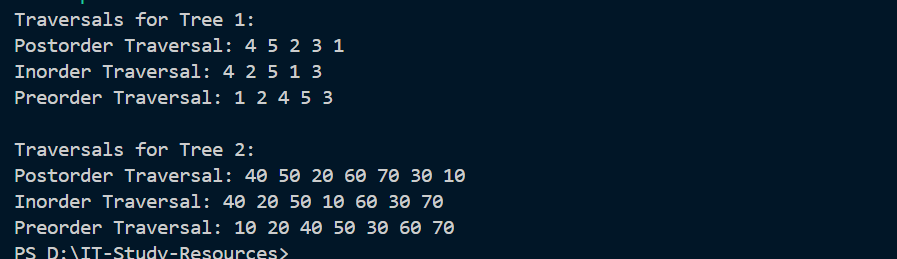 Traversals for Tree 1:
Postorder Traversal: 4 5 2 3 1
Inorder Traversal: 4 2 5 1 3
Preorder Traversal: 1 2 4 5 3
Traversals for Tree 2:
Postorder Traversal: 40 50 20 60 70 30 10
Inorder Traversal: 40 20 50 10 60 30 70
Preorder Traversal: 10 20 40 50 30 60 70
PS D:\IT-Study-Resources>